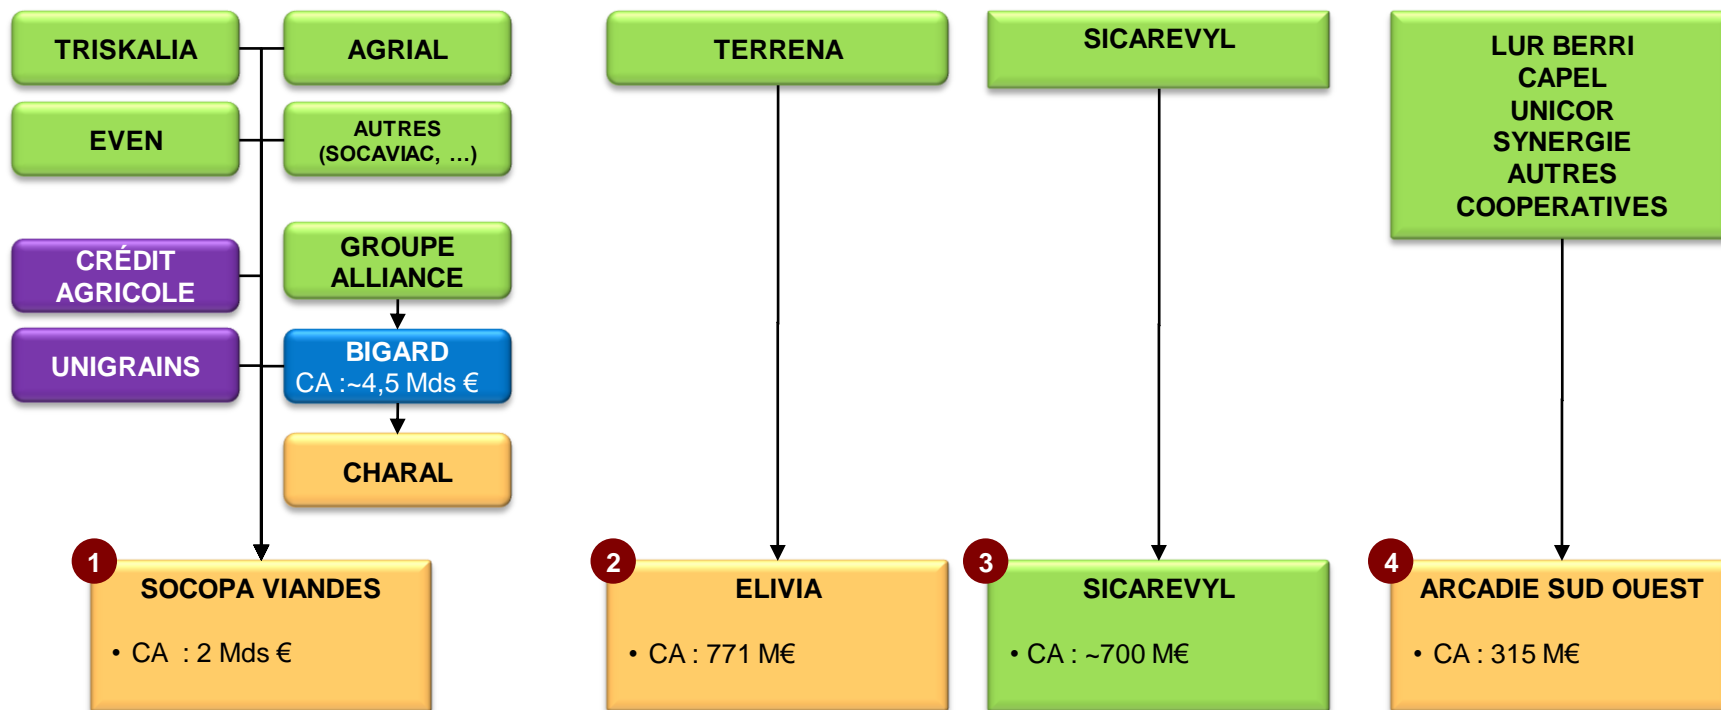 TRISKALIA
AGRIAL
EVEN
AUTRES
(SOCAVIAC, …)
CRÉDIT
AGRICOLE
GROUPE
ALLIANCE
UNIGRAINS
BIGARD
CA :~4,5 Mds €
CHARAL
1
SOCOPA VIANDES
• CA : 2 Mds €
TERRENA
2
ELIVIA
• CA : 771 M€
SICAREVYL
3
SICAREVYL
• CA : ~700 M€
LUR BERRI
CAPEL
UNICOR
SYNERGIE
AUTRES
COOPERATIVES
4
ARCADIE SUD OUEST
• CA : 315 M€